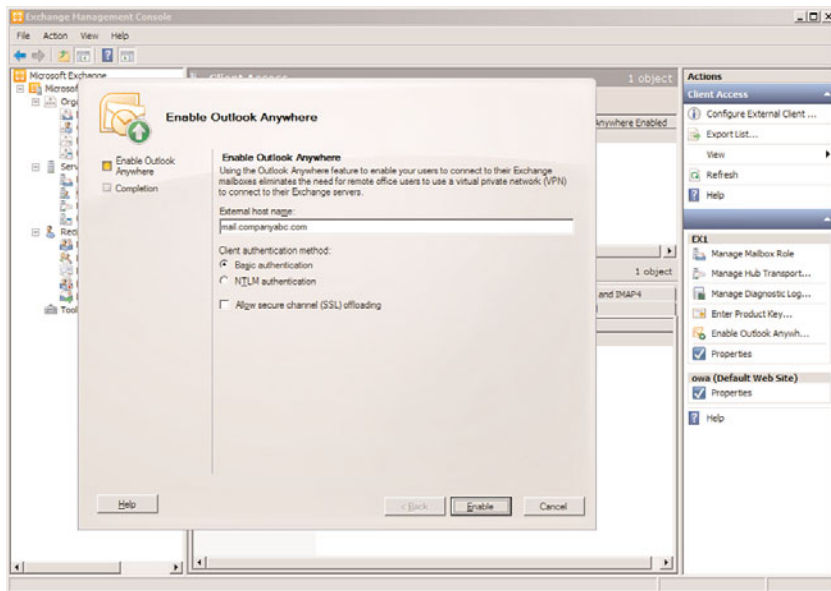 Exchange Management Console
File Action View Help
Microsoft Exchange
Client Access
1 object
Actions
Client Access
Configure External Client ...
Export List...
View
Refresh
Help
Anywhere Enabled
Enable Outlook Anywhere
Enable Outlook
Anywhere
Completion
Enable Outlook Anywhere
Using the Outlook Anywhere feature to enable your users to connect to their Exchange
mailboxes eliminates the need for remote office users to use a virtual private network (VPN)
to connect to their Exchange servers.
External host name:
mail.companyabc.com
Client authentication method:
Basic authentication
NTLM authentication
Allow secure channel (SSL) offloading
Help
< Back
Enable
Cancel
1 object
and IMAP4
EX1
Manage Mailbox Role
Manage Hub Transport...
Manage Diagnostic Log...
Enter Product Key...
Enable Outlook Anywh...
Properties
owa (Default Web Site)
Properties
Help